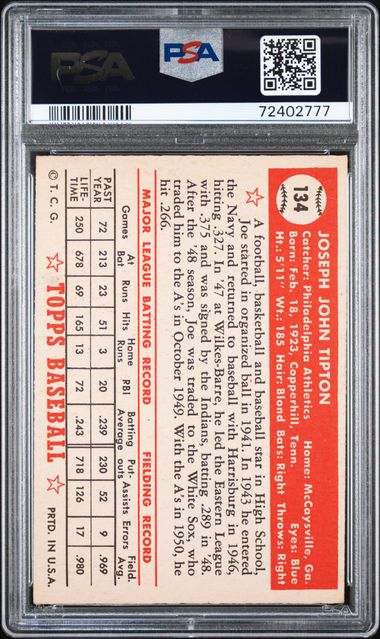 PSA
PSA
72402777
134
JOSEPH JOHN TIPTON
Catcher: Philadelphia Athletics Home: McCaysville, Ga.
Born: Feb. 18, 1923, Copperhill, Tenn. Eyes: Blue
Ht.: 5'11" Wt.: 185 Hair: Blond Bats: Right Throws: Right
A football, basketball and baseball star in High School,
Joe started in organized ball in 1941. In 1943 he entered
the Navy and returned to baseball with Harrisburg in 1946,
hitting .327. In '47 at Wilkes-Barre, he led the Eastern League
with .375 and was signed by the Indians, batting .289 in '48.
After the '48 season, Joe was traded to the White Sox, who
traded him to the A's in October 1949. With the A's in 1950, he
hit .266.
MAJOR LEAGUE BATTING RECORD FIELDING RECORD
Games At Bat Runs Hits Home Runs RBI Batting Average Put-outs Assists Errors Field. Avg.
PAST YEAR 72 213 23 51 3 20 .239 230 52 9 .969
LIFE-TIME 250 678 69 165 13 72 .243 718 126 17 .980
© T. C. G. TOPPS BASEBALL PRTD. IN U.S.A.